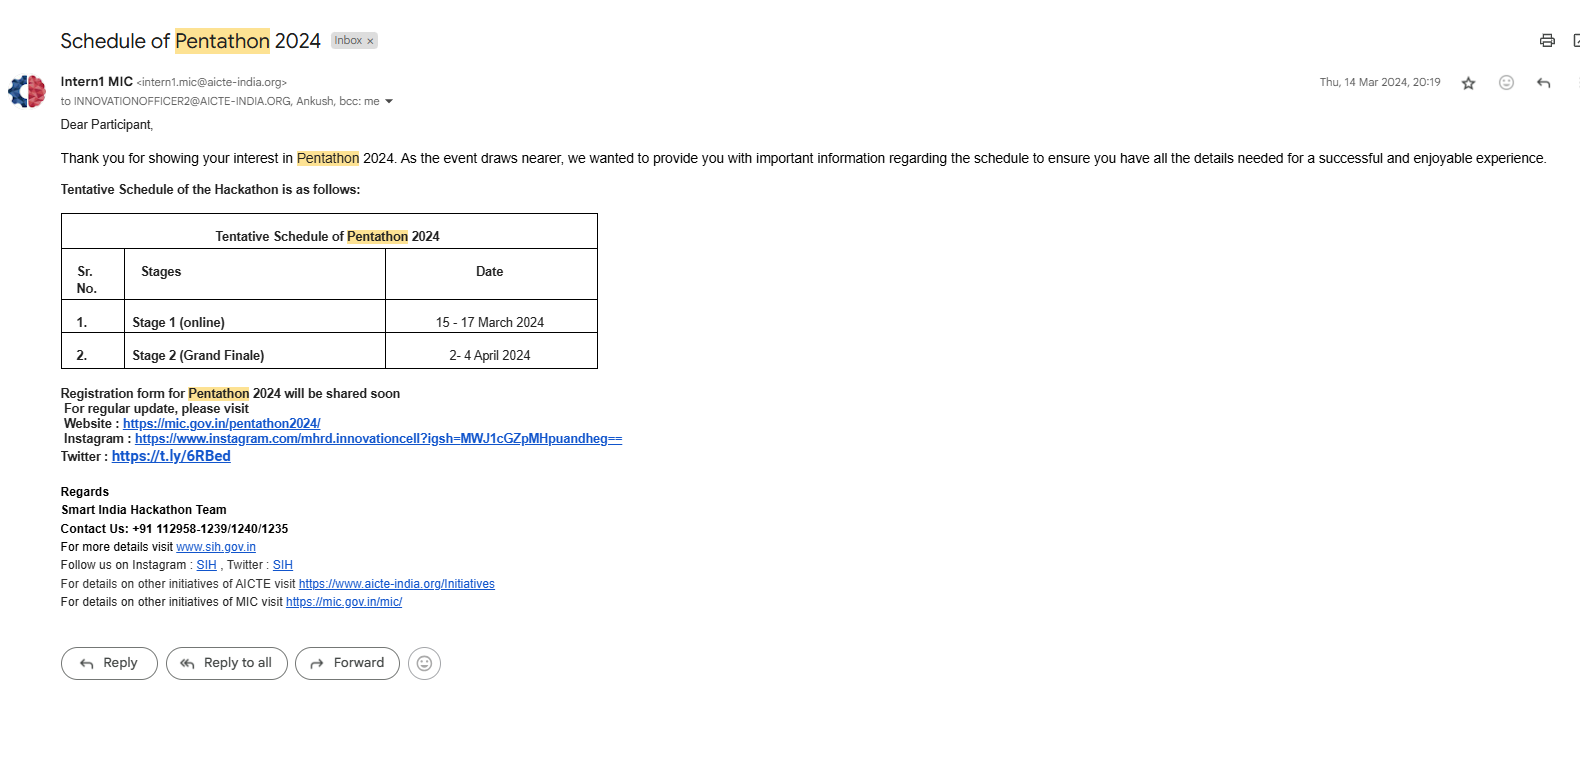 Schedule of Pentathon 2024 Inbox ×
Intern1 MIC <intern1.mic@aicte-india.org> Thu, 14 Mar 2024, 20:19
to INNOVATIONOFFICER2@AICTE-INDIA.ORG, Ankush, bcc: me
Dear Participant,
Thank you for showing your interest in Pentathon 2024. As the event draws nearer, we wanted to provide you with important information regarding the schedule to ensure you have all the details needed for a successful and enjoyable experience.
Tentative Schedule of the Hackathon is as follows:
Tentative Schedule of Pentathon 2024
Sr. No. Stages Date
1. Stage 1 (online) 15 - 17 March 2024
2. Stage 2 (Grand Finale) 2- 4 April 2024
Registration form for Pentathon 2024 will be shared soon
For regular update, please visit
Website : https://mic.gov.in/pentathon2024/
Instagram : https://www.instagram.com/mhrd.innovationcell?igsh=MWJ1cGZpMHpuandheg==
Twitter : https://t.ly/6RBed
Regards
Smart India Hackathon Team
Contact Us: +91 112958-1239/1240/1235
For more details visit www.sih.gov.in
Follow us on Instagram : SIH , Twitter : SIH
For details on other initiatives of AICTE visit https://www.aicte-india.org/Initiatives
For details on other initiatives of MIC visit https://mic.gov.in/mic/
Reply Reply to all Forward